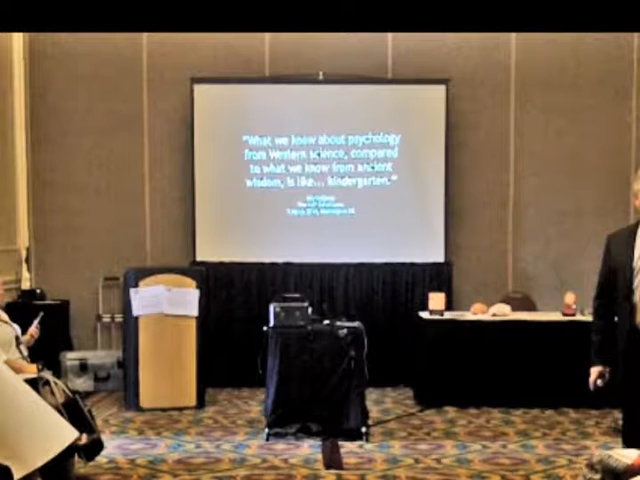 "What we know about psychology
from Western science, compared
to what we know from ancient
wisdom, is like... kindergarten."